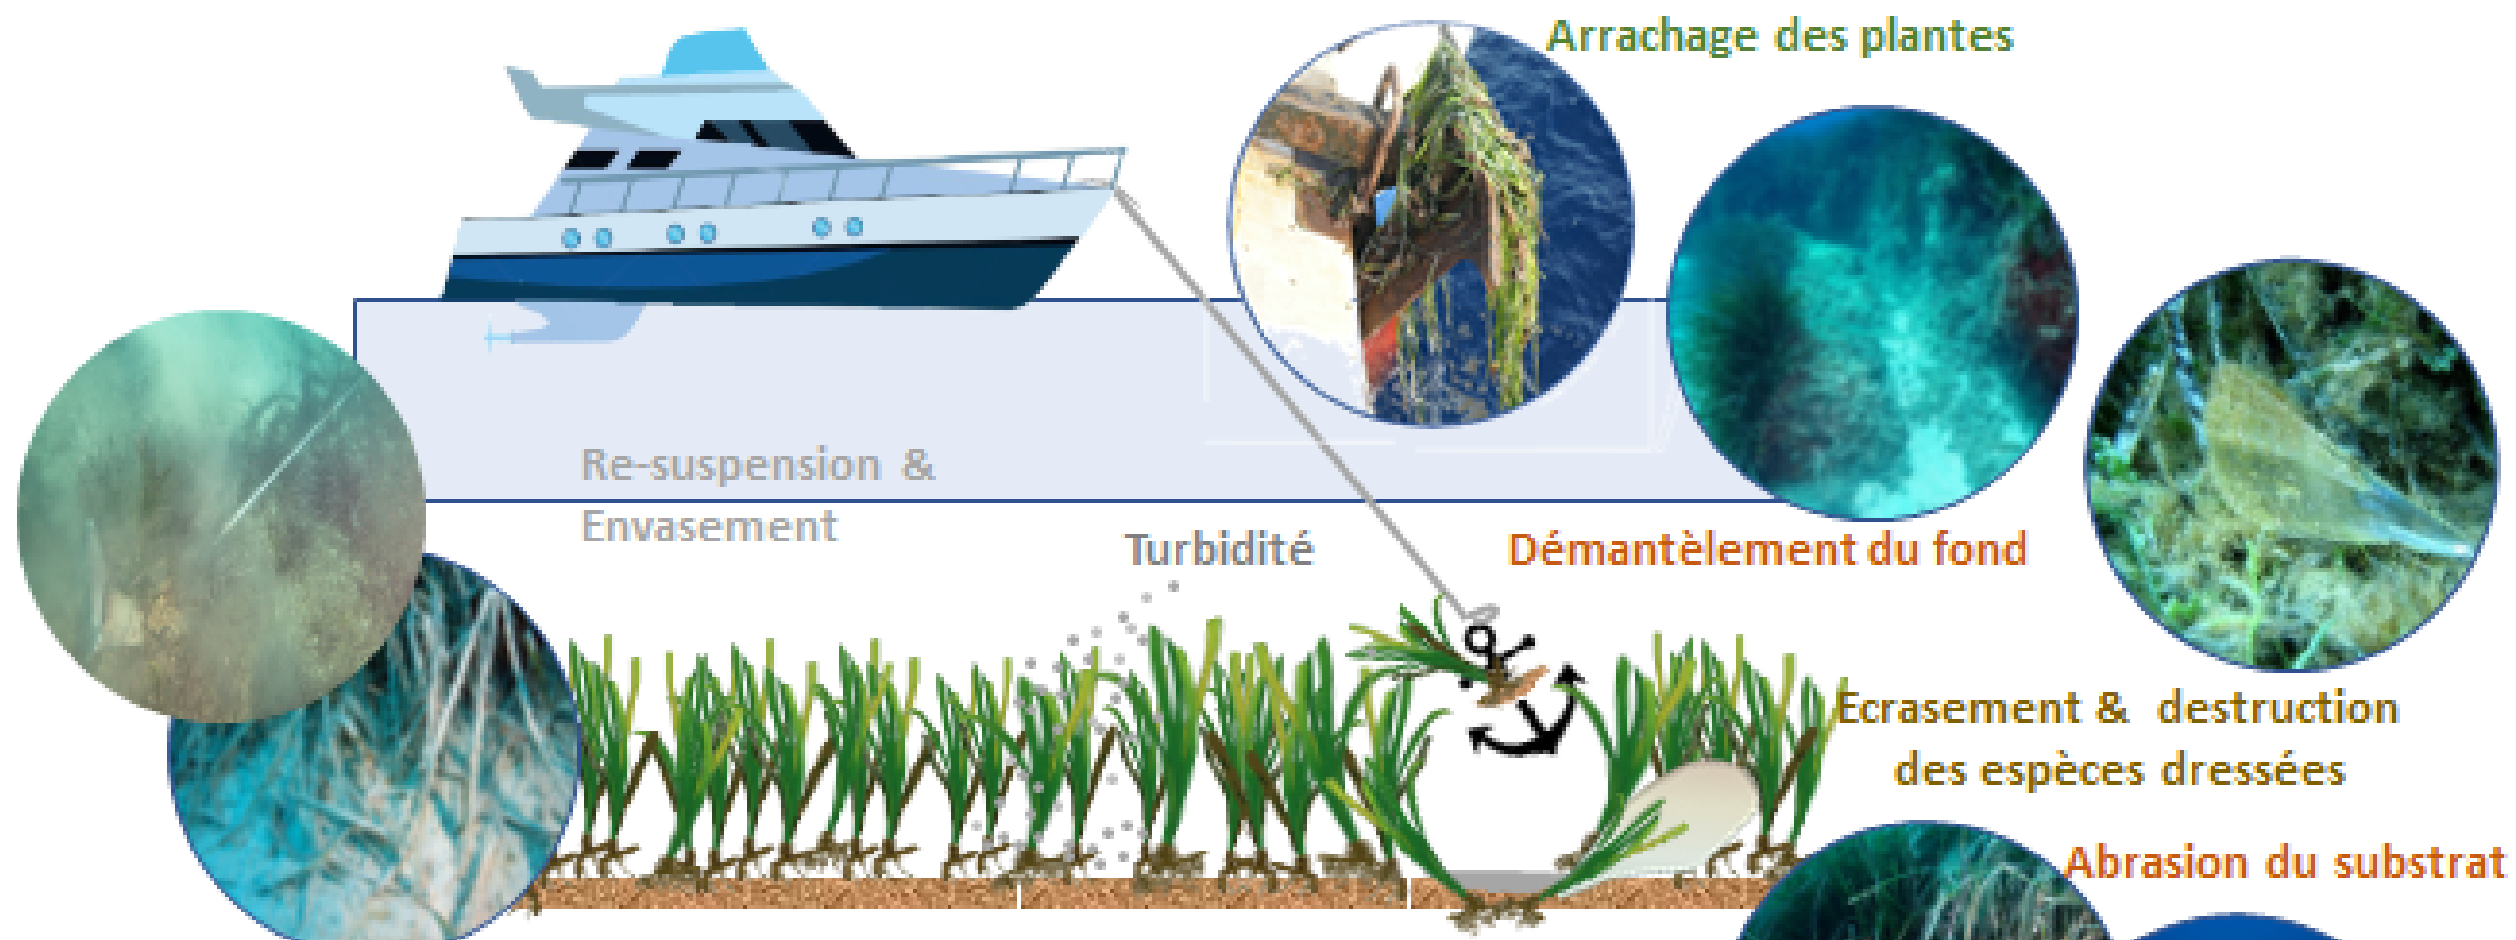 Arrachage des plantes
Re-suspension &
Envasement
Turbidité
Démantèlement du fond
Ecrasement & destruction
des espèces dressées
Abrasion du substrat